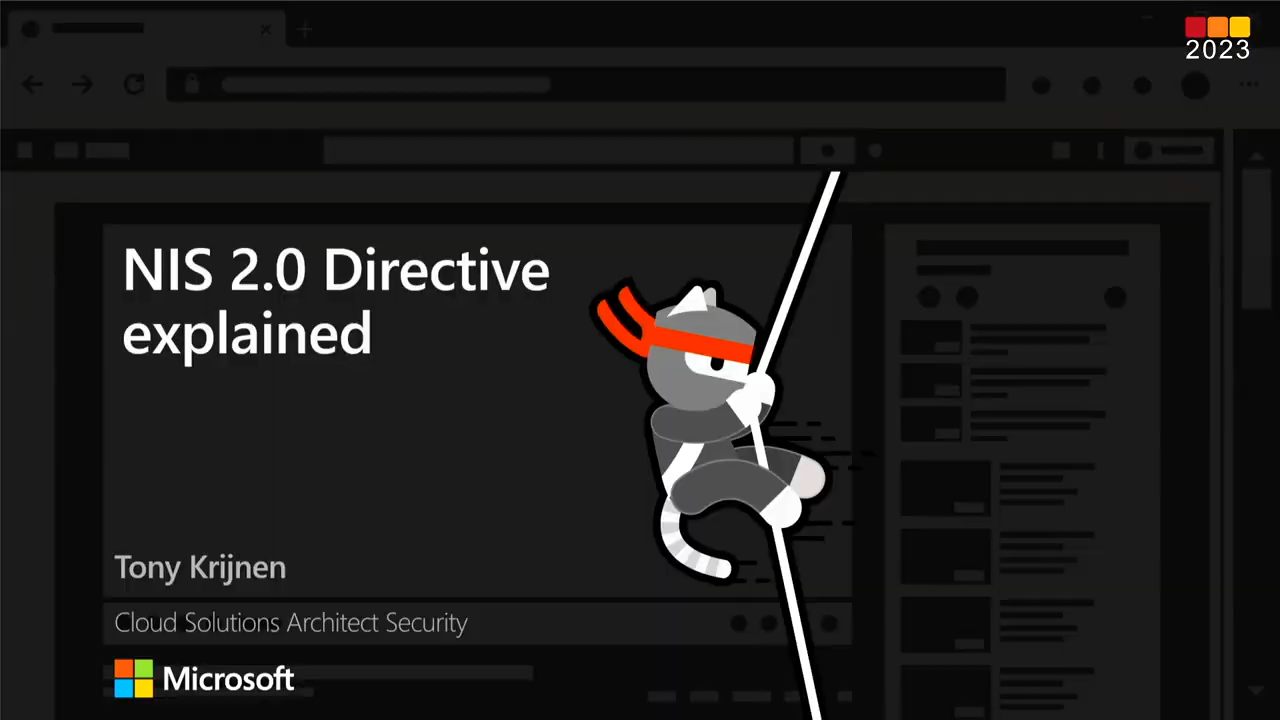 2023
NIS 2.0 Directive
explained
Tony Krijnen
Cloud Solutions Architect Security
Microsoft